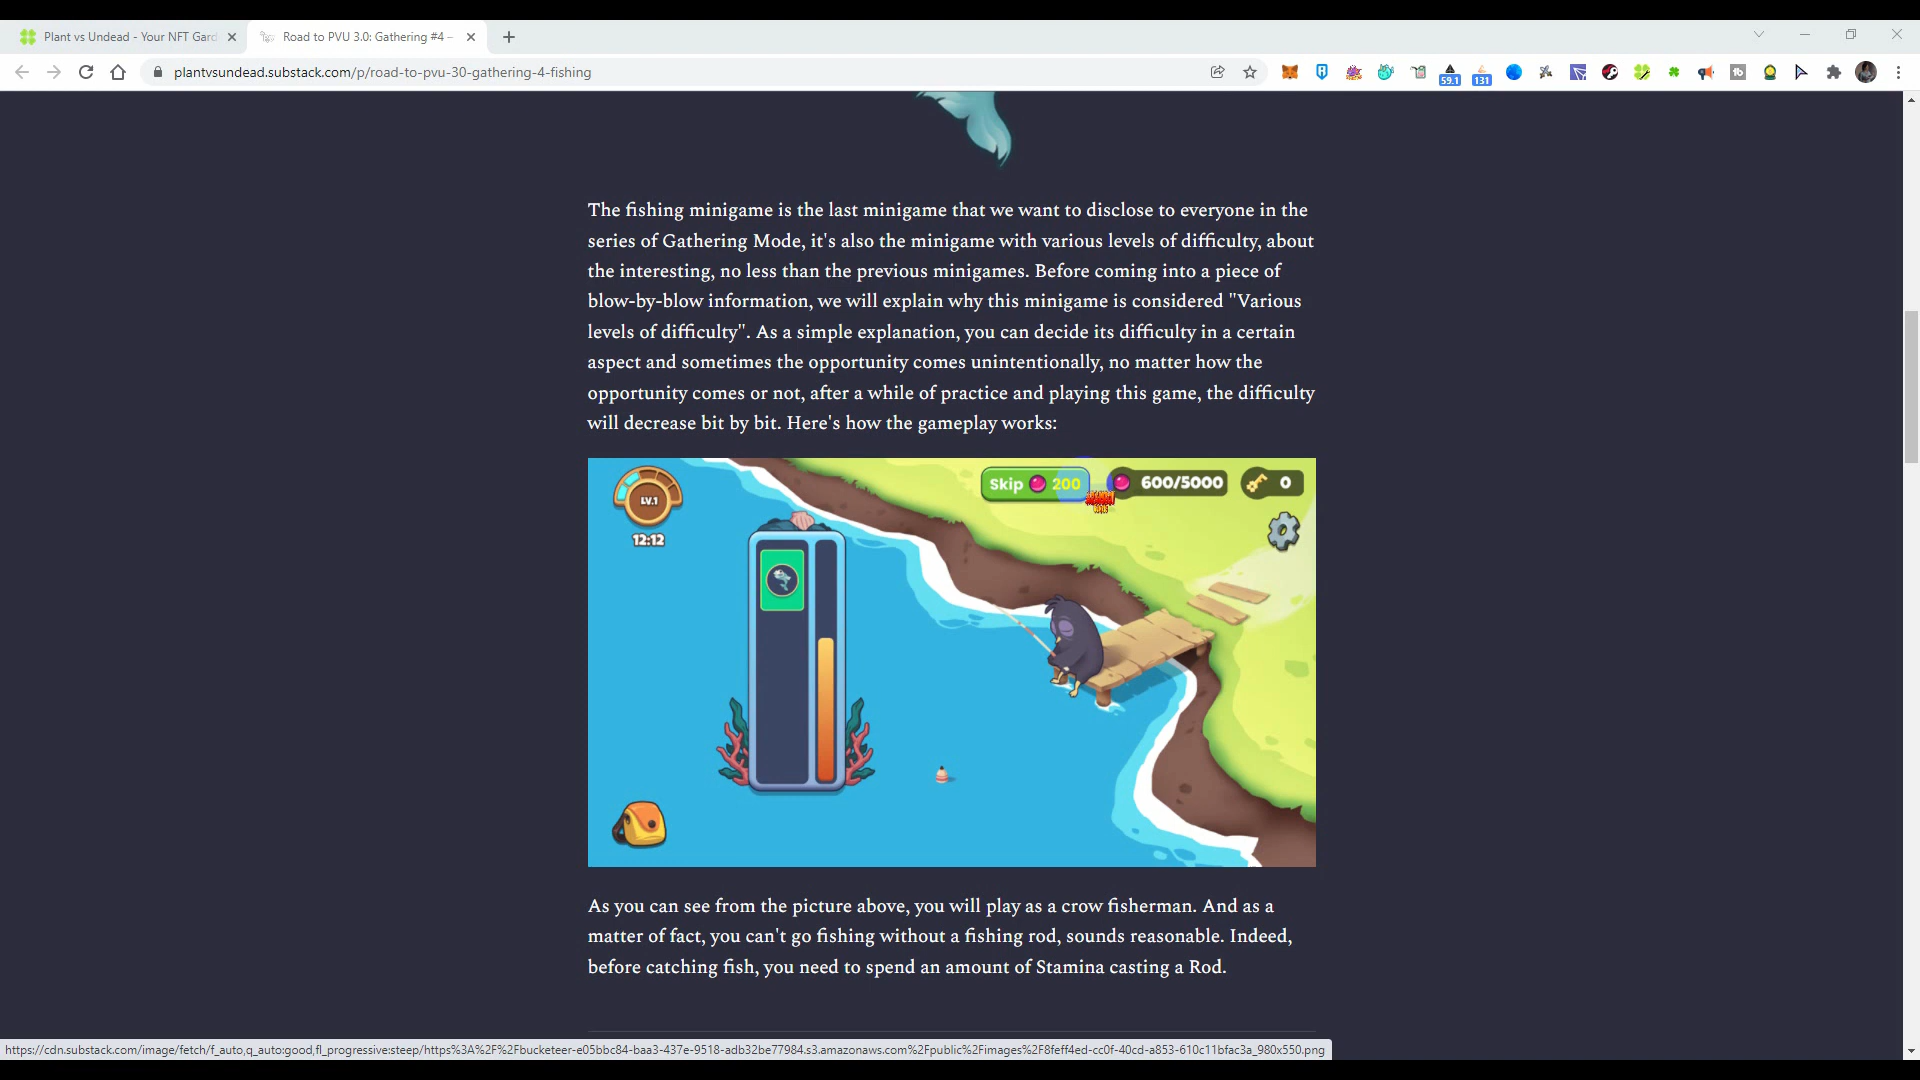 Plant vs Undead - Your NFT Gard
Road to PVU 3.0: Gathering #4 –
plantvsundead.substack.com/p/road-to-pvu-30-gathering-4-fishing
59.1
131
The fishing minigame is the last minigame that we want to disclose to everyone in the
series of Gathering Mode, it's also the minigame with various levels of difficulty, about
the interesting, no less than the previous minigames. Before coming into a piece of
blow-by-blow information, we will explain why this minigame is considered "Various
levels of difficulty". As a simple explanation, you can decide its difficulty in a certain
aspect and sometimes the opportunity comes unintentionally, no matter how the
opportunity comes or not, after a while of practice and playing this game, the difficulty
will decrease bit by bit. Here's how the gameplay works:
Skip 200
600/5000
0
LV.1
12:12
As you can see from the picture above, you will play as a crow fisherman. And as a
matter of fact, you can't go fishing without a fishing rod, sounds reasonable. Indeed,
before catching fish, you need to spend an amount of Stamina casting a Rod.
https://cdn.substack.com/image/fetch/f_auto,q_auto:good,fl_progressive:steep/https%3A%2F%2Fbucketeer-e05bbc84-baa3-437e-9518-adb32be77984.s3.amazonaws.com%2Fpublic%2Fimages%2F8feff4ed-cc0f-40cd-a853-610c11bfac3a_980x550.png